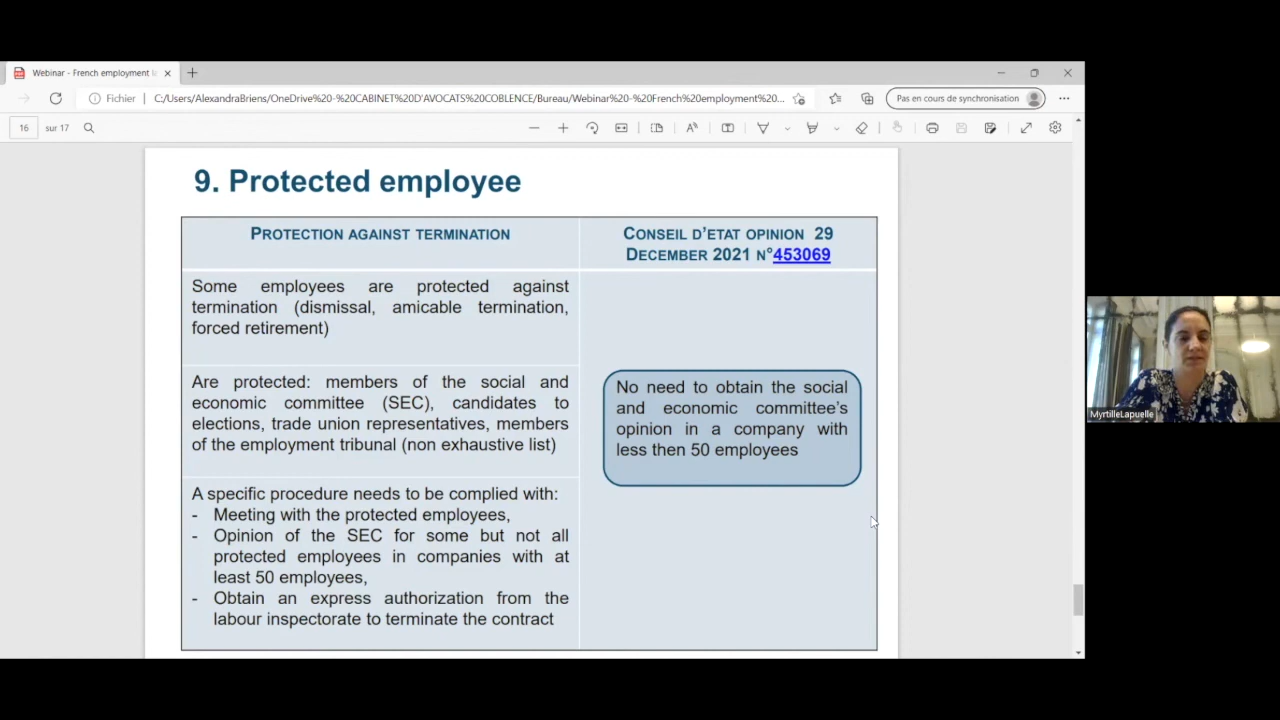 Webinar - French employment l
Fichier
C:/Users/AlexandraBriens/OneDrive%20-%20CABINET%20D'AVOCATS%20COBLENCE/Bureau/Webinar%20-%20French%20employment%20...
Pas en cours de synchronisation
16 sur 17
9. Protected employee
PROTECTION AGAINST TERMINATION
CONSEIL D'ETAT OPINION 29
DECEMBER 2021 N°453069
Some employees are protected against
termination (dismissal, amicable termination,
forced retirement)
Are protected: members of the social and
economic committee (SEC), candidates to
elections, trade union representatives, members
of the employment tribunal (non exhaustive list)
No need to obtain the social
and economic committee's
opinion in a company with
less then 50 employees
A specific procedure needs to be complied with:
- Meeting with the protected employees,
- Opinion of the SEC for some but not all
protected employees in companies with at
least 50 employees,
- Obtain an express authorization from the
labour inspectorate to terminate the contract
MyrtilleLapuelle